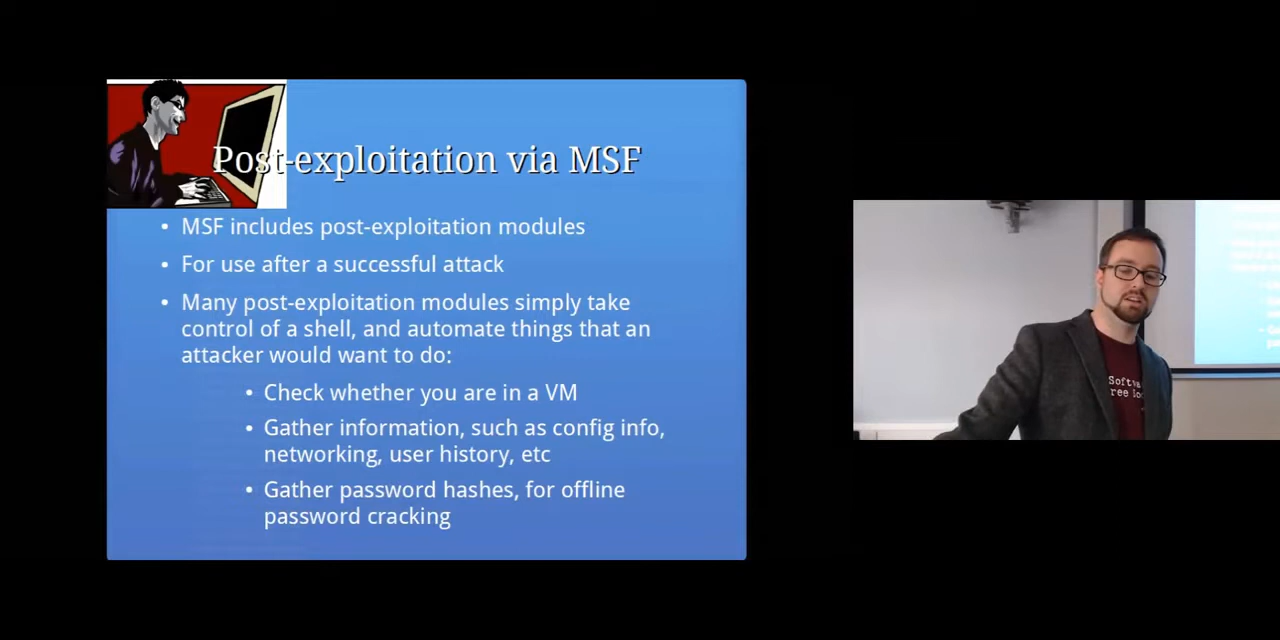 Post-exploitation via MSF
• MSF includes post-exploitation modules
• For use after a successful attack
• Many post-exploitation modules simply take
control of a shell, and automate things that an
attacker would want to do:
• Check whether you are in a VM
• Gather information, such as config info,
networking, user history, etc
• Gather password hashes, for offline
password cracking